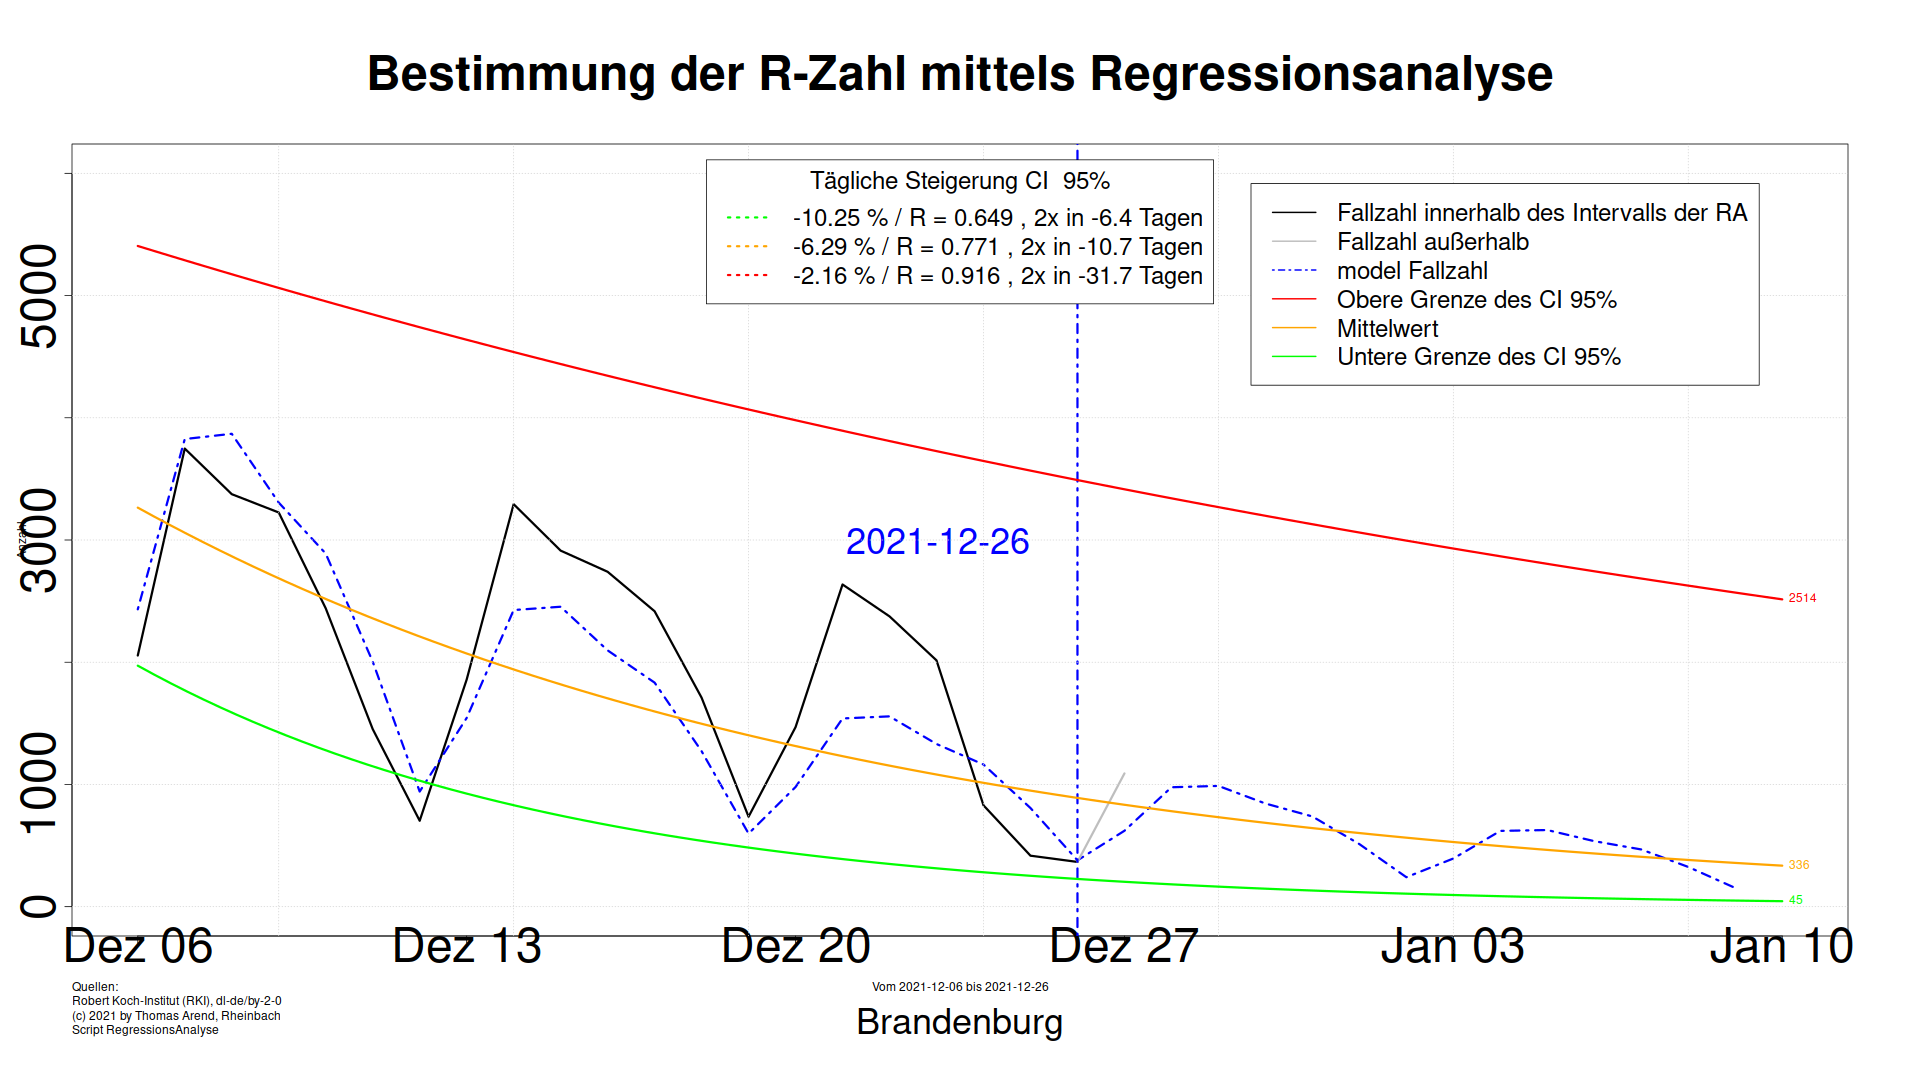 Bestimmung der R-Zahl mittels Regressionsanalyse
Tägliche Steigerung CI 95%
-10.25 % / R = 0.649 , 2x in -6.4 Tagen
-6.29 % / R = 0.771 , 2x in -10.7 Tagen
-2.16 % / R = 0.916 , 2x in -31.7 Tagen
Fallzahl innerhalb des Intervalls der RA
Fallzahl außerhalb
model Fallzahl
Obere Grenze des CI 95%
Mittelwert
Untere Grenze des CI 95%
5000
3000
1000
0
Anzahl
2021-12-26
2514
336
45
Dez 06 Dez 13 Dez 20 Dez 27 Jan 03 Jan 10
Quellen:
Robert Koch-Institut (RKI), dl-de/by-2-0
(c) 2021 by Thomas Arend, Rheinbach
Script RegressionsAnalyse
Vom 2021-12-06 bis 2021-12-26
Brandenburg